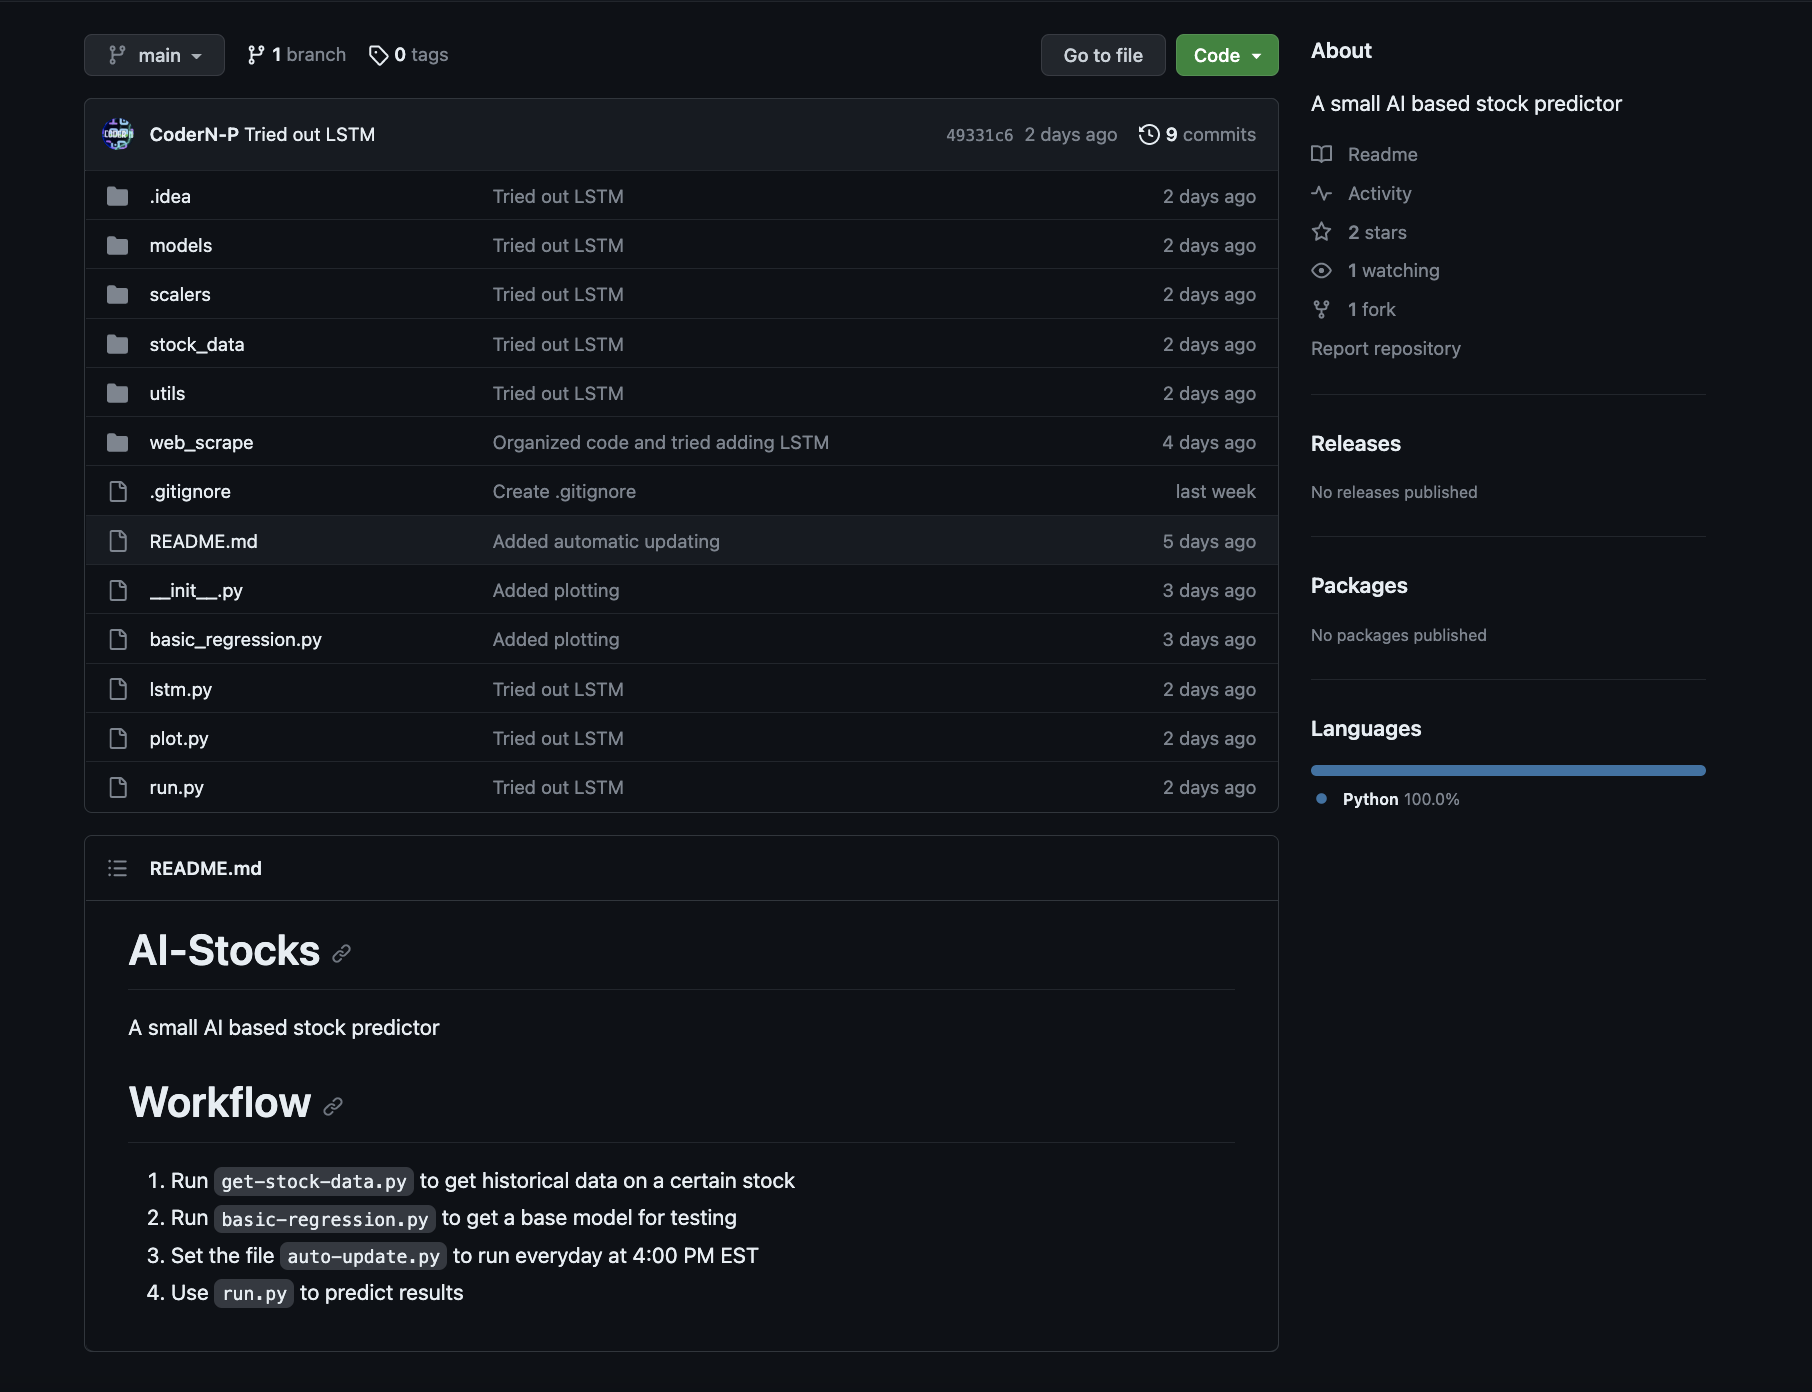 main
1 branch
0 tags
Go to file
Code
CoderN-P Tried out LSTM 49331c6 2 days ago 9 commits
.idea Tried out LSTM 2 days ago
models Tried out LSTM 2 days ago
scalers Tried out LSTM 2 days ago
stock_data Tried out LSTM 2 days ago
utils Tried out LSTM 2 days ago
web_scrape Organized code and tried adding LSTM 4 days ago
.gitignore Create .gitignore last week
README.md Added automatic updating 5 days ago
__init__.py Added plotting 3 days ago
basic_regression.py Added plotting 3 days ago
lstm.py Tried out LSTM 2 days ago
plot.py Tried out LSTM 2 days ago
run.py Tried out LSTM 2 days ago
README.md
AI-Stocks
A small AI based stock predictor
Workflow
1. Run get-stock-data.py to get historical data on a certain stock
2. Run basic-regression.py to get a base model for testing
3. Set the file auto-update.py to run everyday at 4:00 PM EST
4. Use run.py to predict results
About
A small AI based stock predictor
Readme
Activity
2 stars
1 watching
1 fork
Report repository
Releases
No releases published
Packages
No packages published
Languages
Python 100.0%